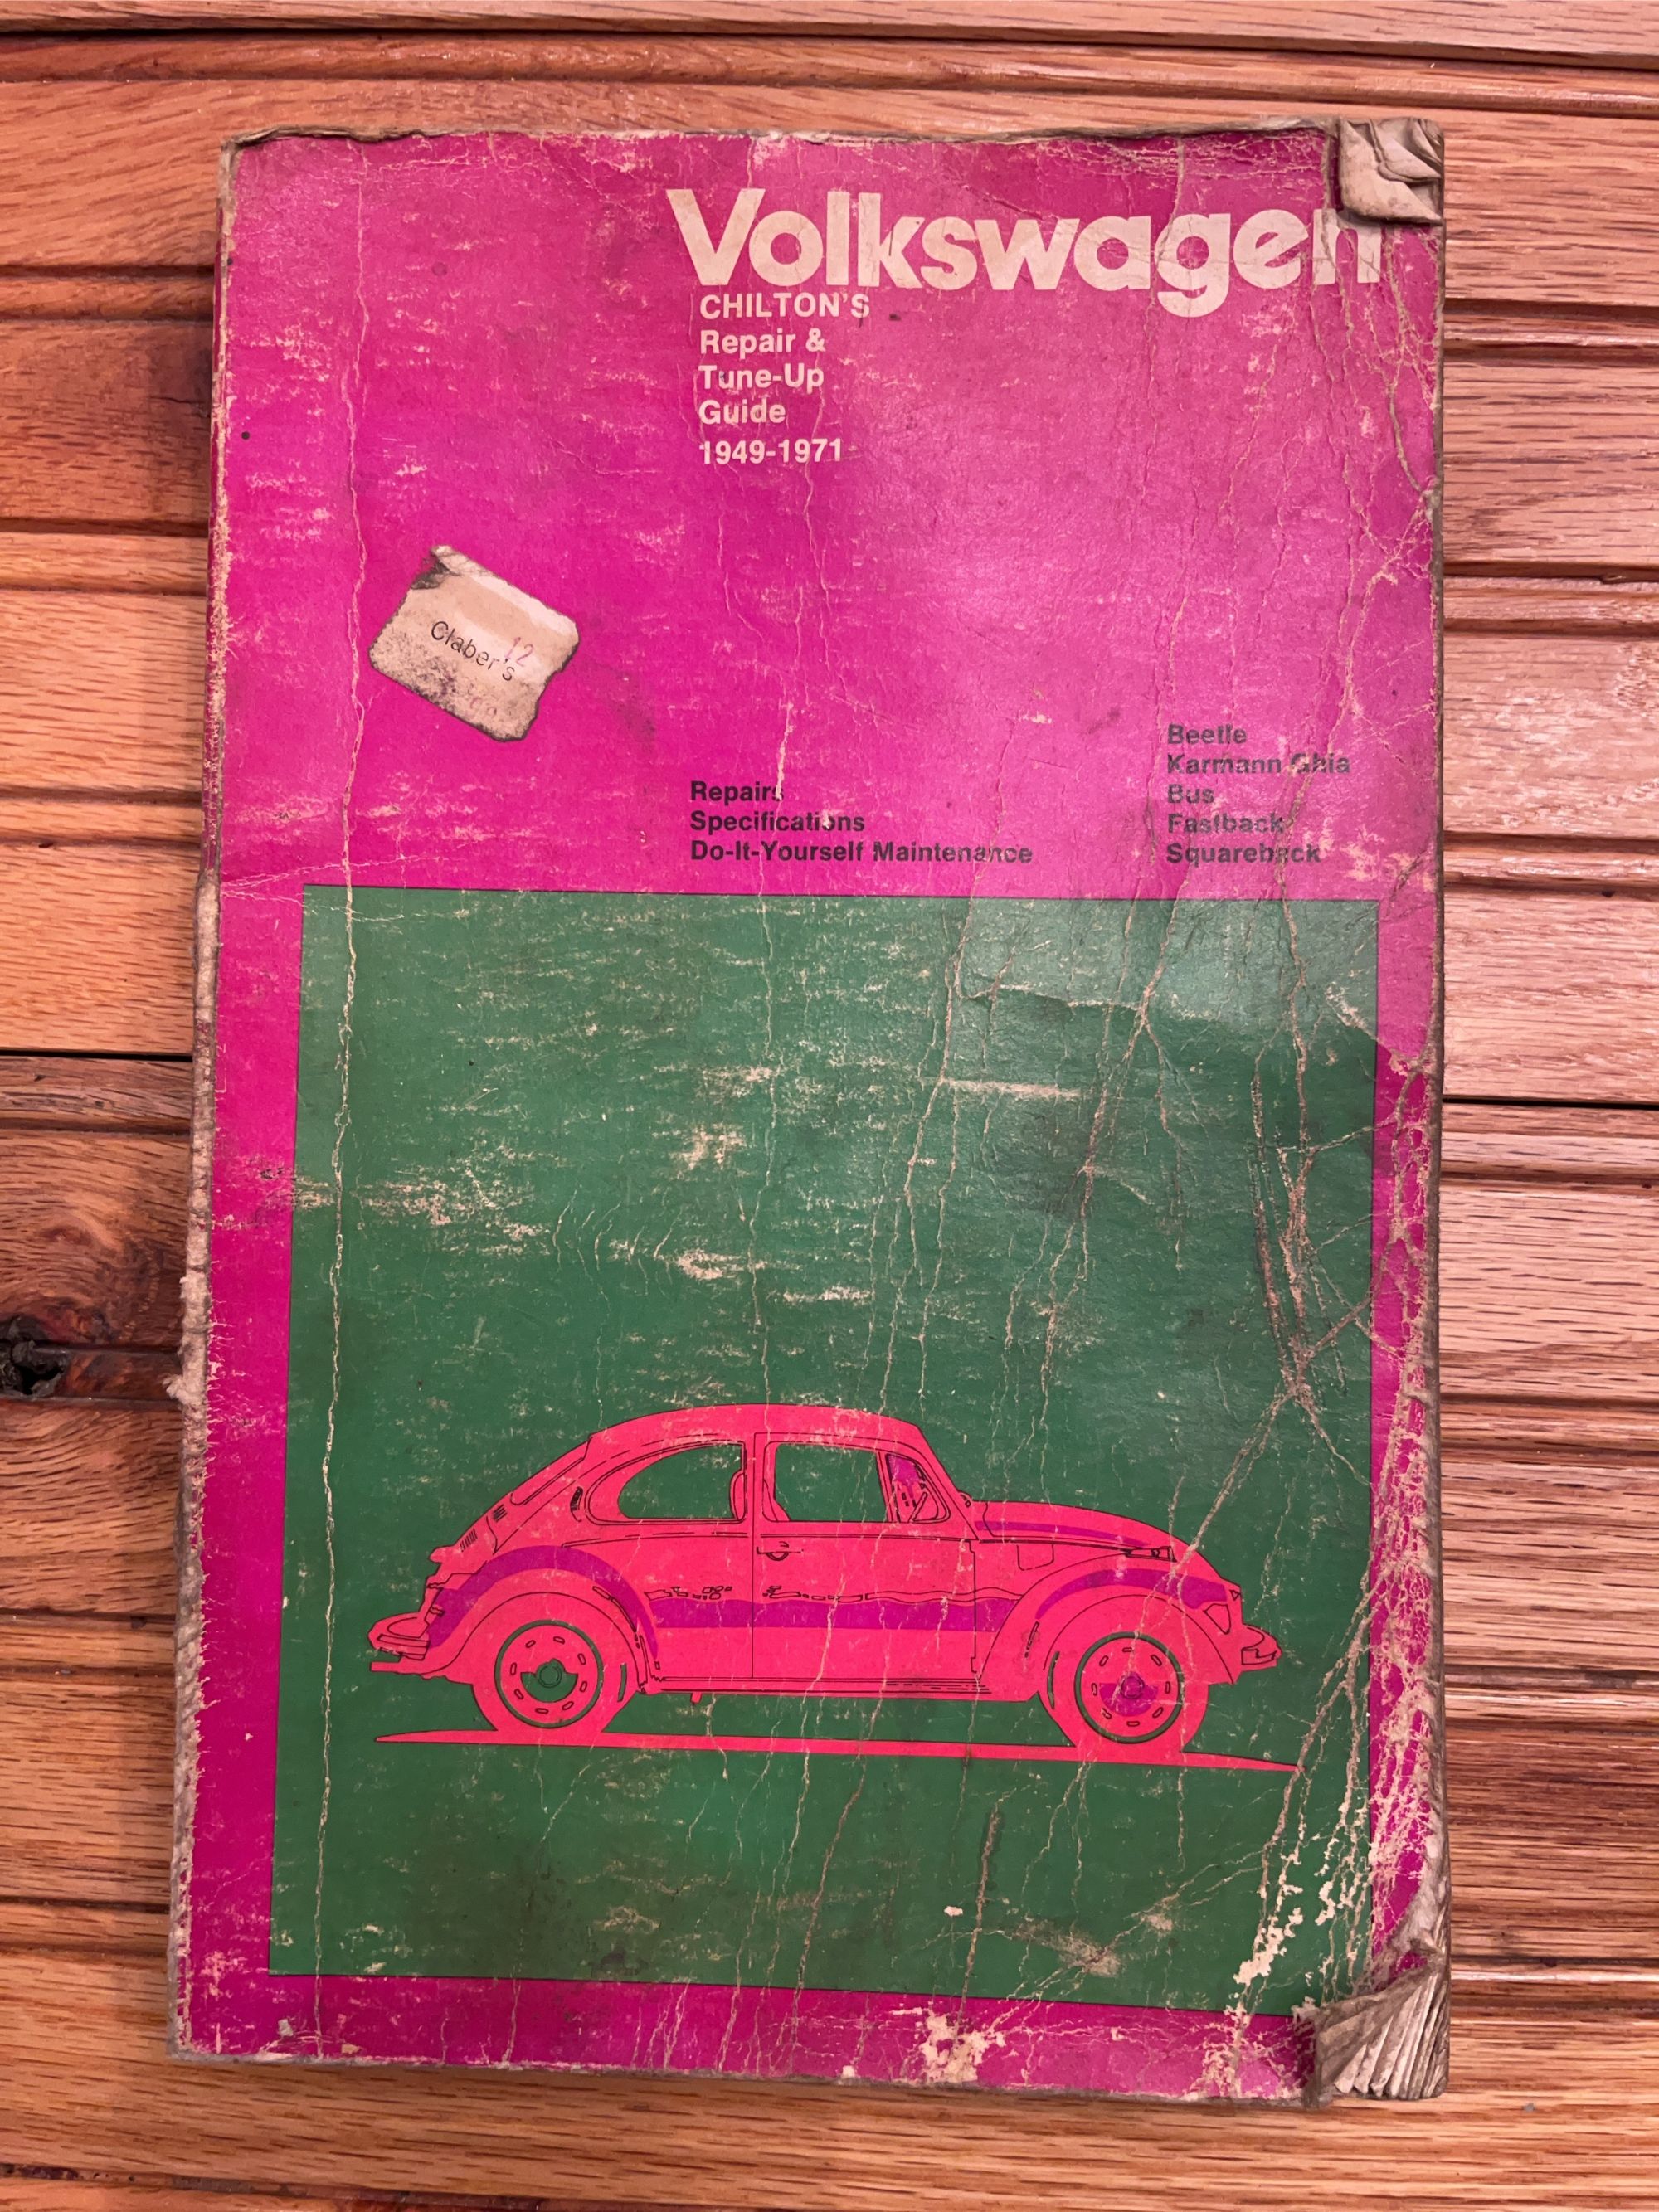 Volkswagen
CHILTON'S
Repair &
Tune-Up
Guide
1949-1971
Claber's
12
Repairs
Specifications
Do-It-Yourself Maintenance
Beetle
Karmann Ghia
Bus
Fastback
Squareback